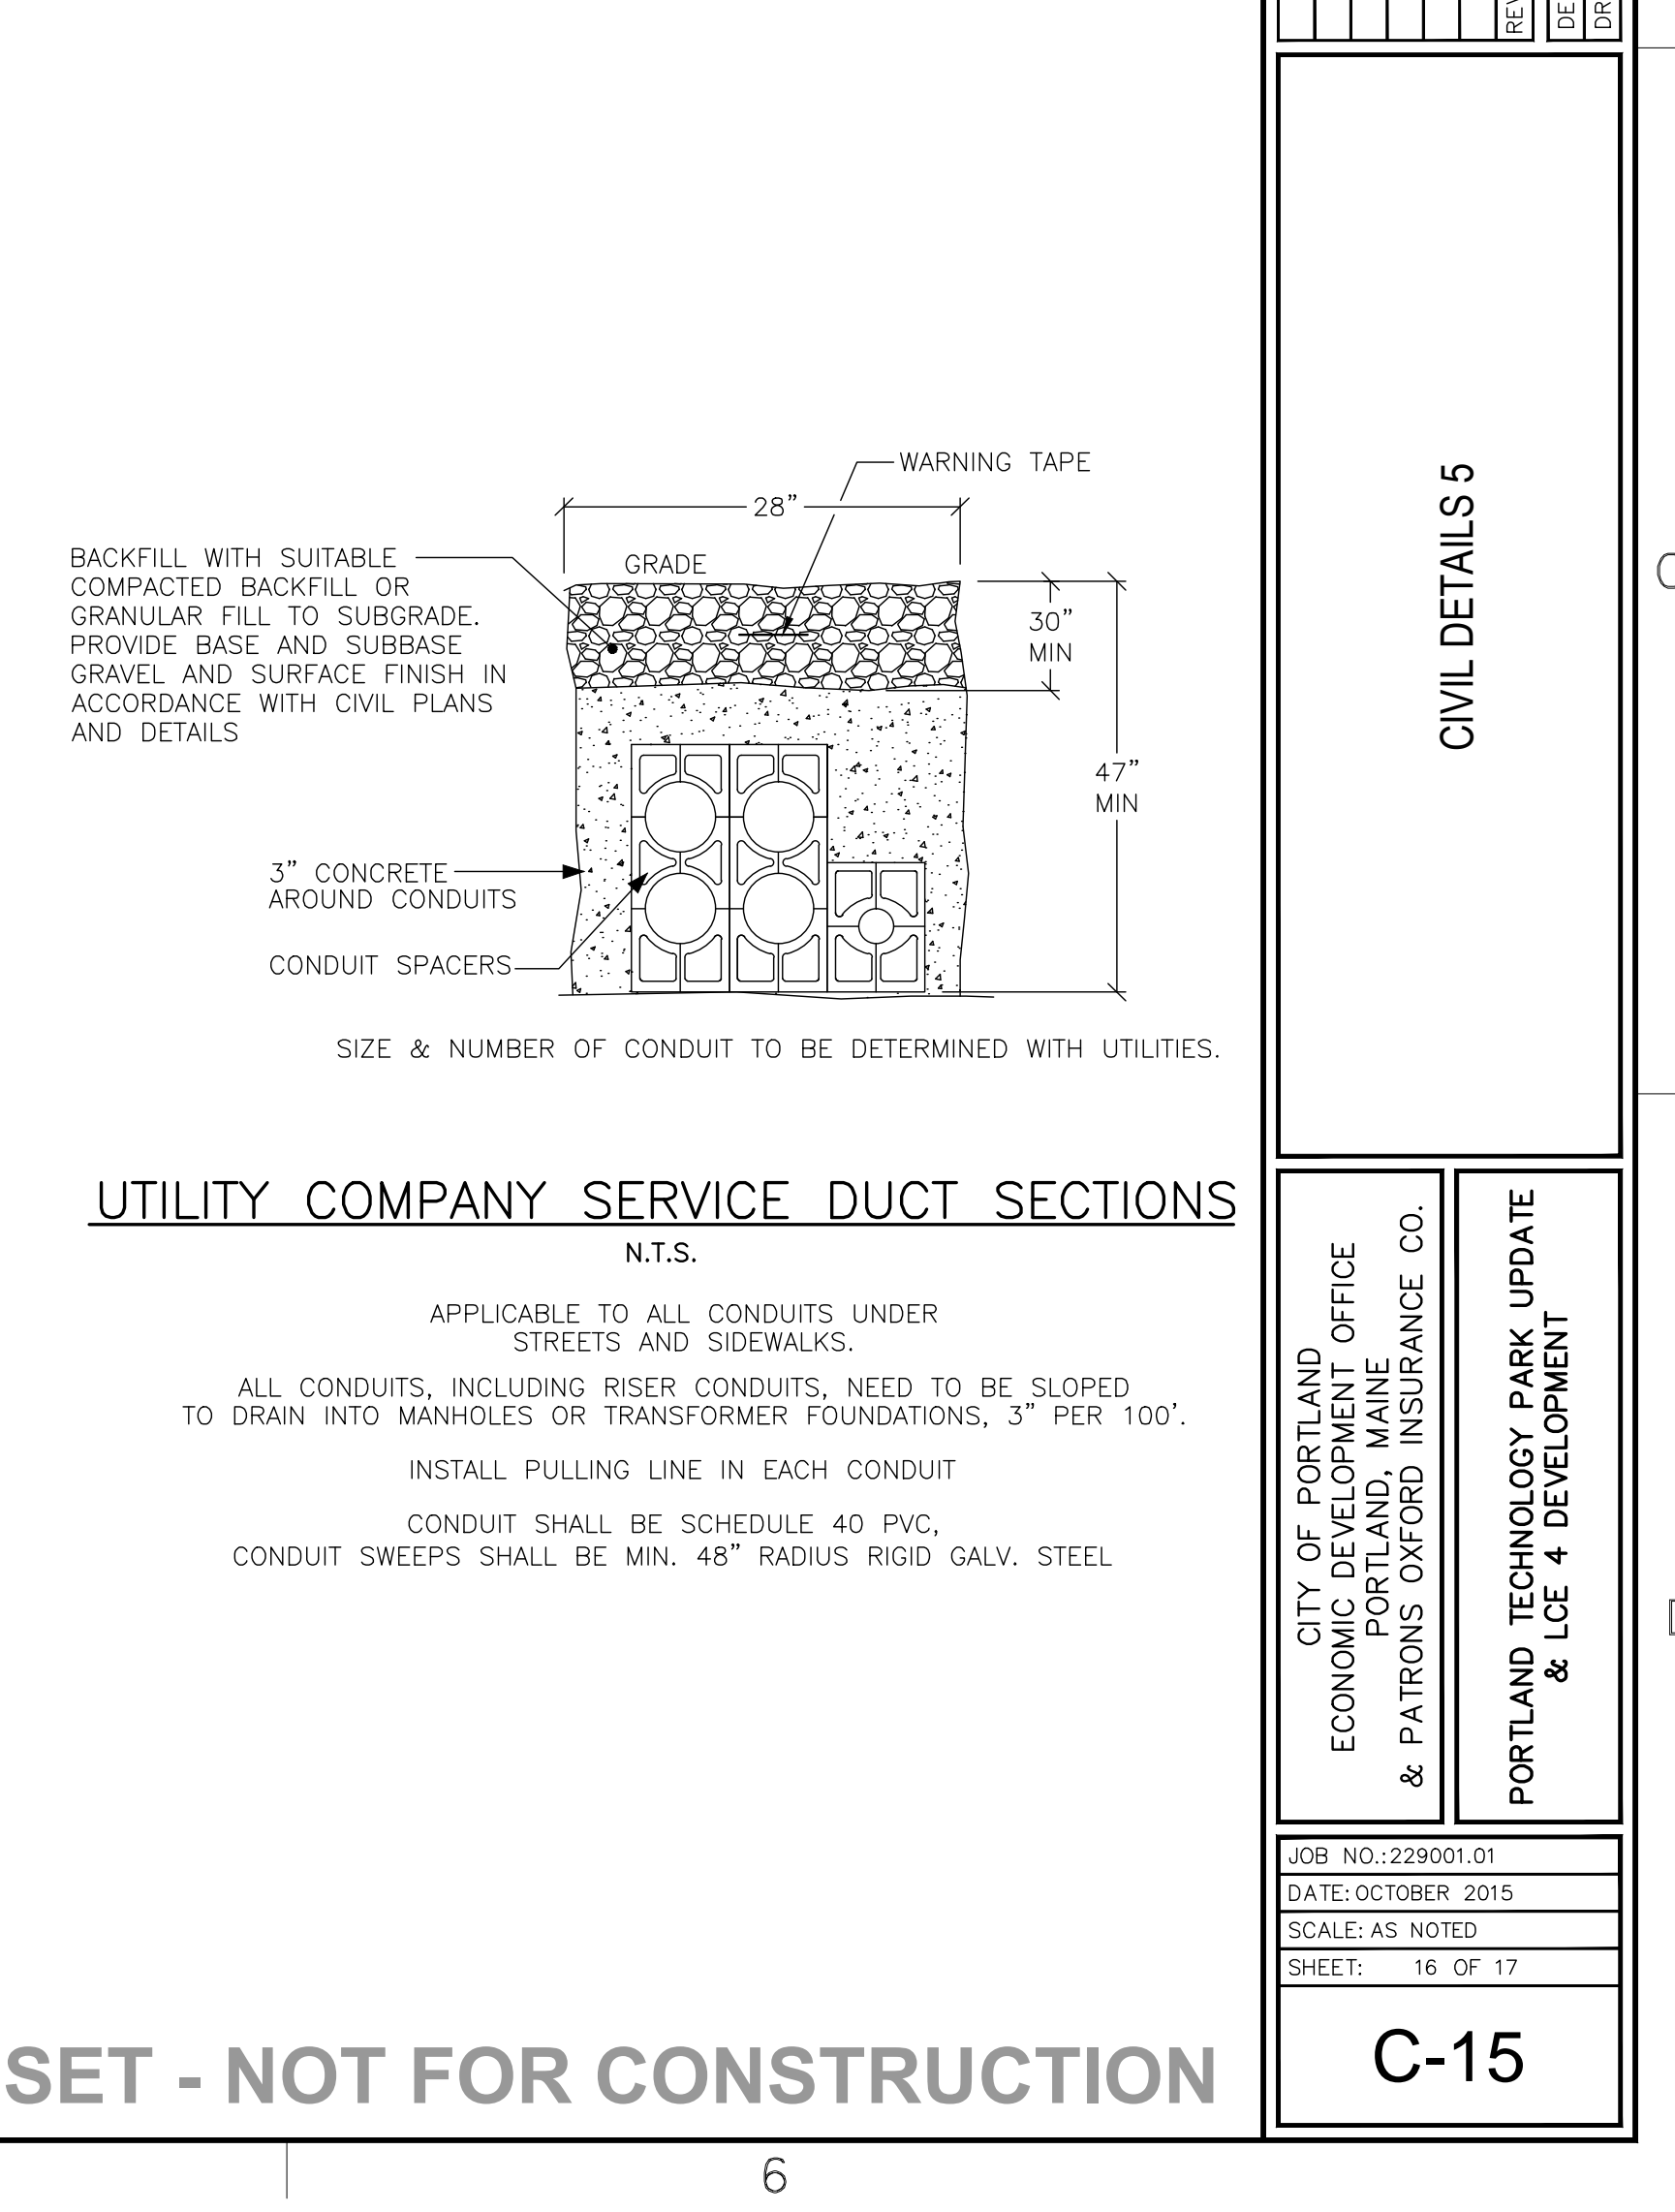 WARNING TAPE
28"
GRADE
BACKFILL WITH SUITABLE
COMPACTED BACKFILL OR
GRANULAR FILL TO SUBGRADE.
PROVIDE BASE AND SUBBASE
GRAVEL AND SURFACE FINISH IN
ACCORDANCE WITH CIVIL PLANS
AND DETAILS
30"
MIN
47"
MIN
3" CONCRETE
AROUND CONDUITS
CONDUIT SPACERS
SIZE & NUMBER OF CONDUIT TO BE DETERMINED WITH UTILITIES.
UTILITY COMPANY SERVICE DUCT SECTIONS
N.T.S.
APPLICABLE TO ALL CONDUITS UNDER
STREETS AND SIDEWALKS.
ALL CONDUITS, INCLUDING RISER CONDUITS, NEED TO BE SLOPED
TO DRAIN INTO MANHOLES OR TRANSFORMER FOUNDATIONS, 3" PER 100'.
INSTALL PULLING LINE IN EACH CONDUIT
CONDUIT SHALL BE SCHEDULE 40 PVC,
CONDUIT SWEEPS SHALL BE MIN. 48" RADIUS RIGID GALV. STEEL
SET - NOT FOR CONSTRUCTION
6
REV
DE
DR
CIVIL DETAILS 5
CITY OF PORTLAND
ECONOMIC DEVELOPMENT OFFICE
PORTLAND, MAINE
& PATRONS OXFORD INSURANCE CO.
PORTLAND TECHNOLOGY PARK UPDATE
& LCE 4 DEVELOPMENT
JOB NO.:229001.01
DATE: OCTOBER 2015
SCALE: AS NOTED
SHEET: 16 OF 17
C-15